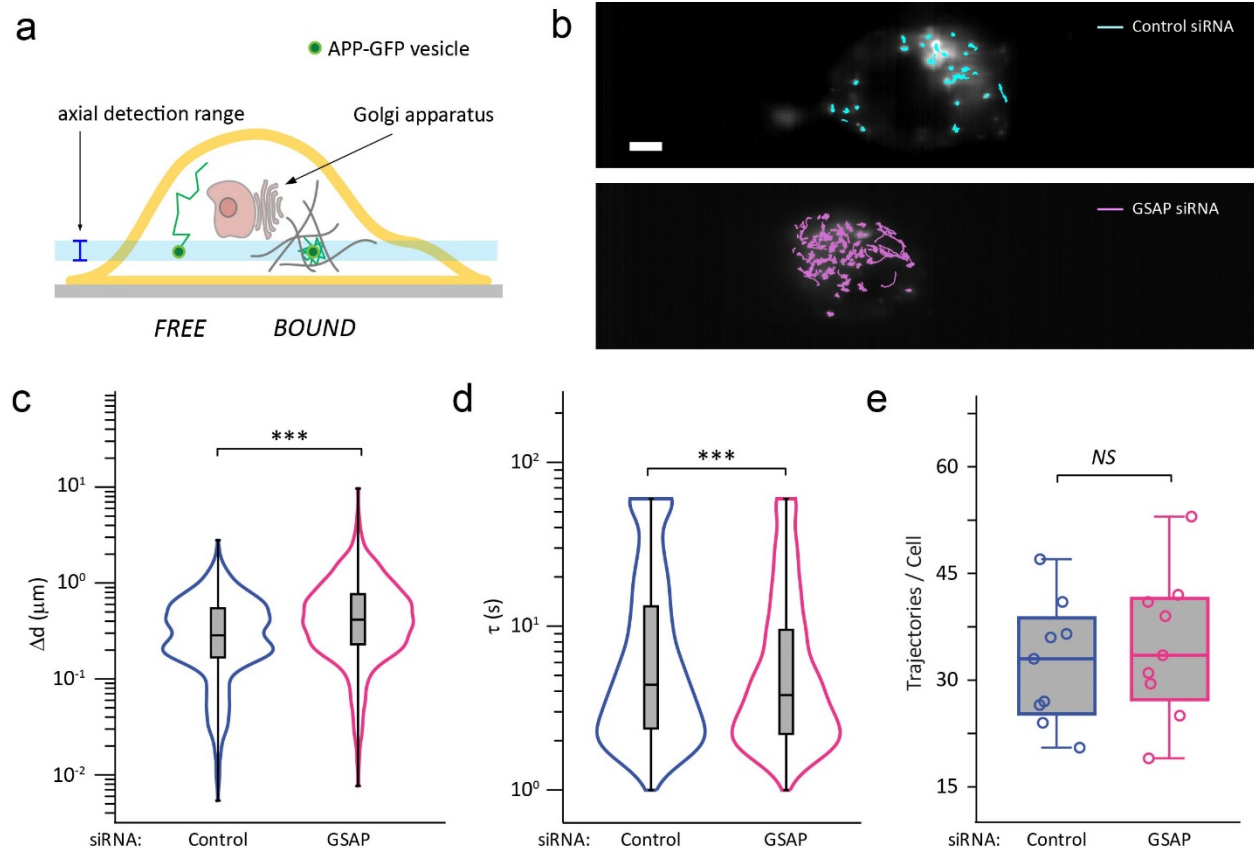 a
APP-GFP vesicle
axial detection range
Golgi apparatus
FREE
BOUND
b
Control siRNA
GSAP siRNA
c
***
Δd (μm)
10¹
10⁰
10⁻¹
10⁻²
siRNA:
Control
GSAP
d
***
τ (s)
10²
10¹
10⁰
siRNA:
Control
GSAP
e
NS
Trajectories / Cell
60
45
30
15
siRNA:
Control
GSAP